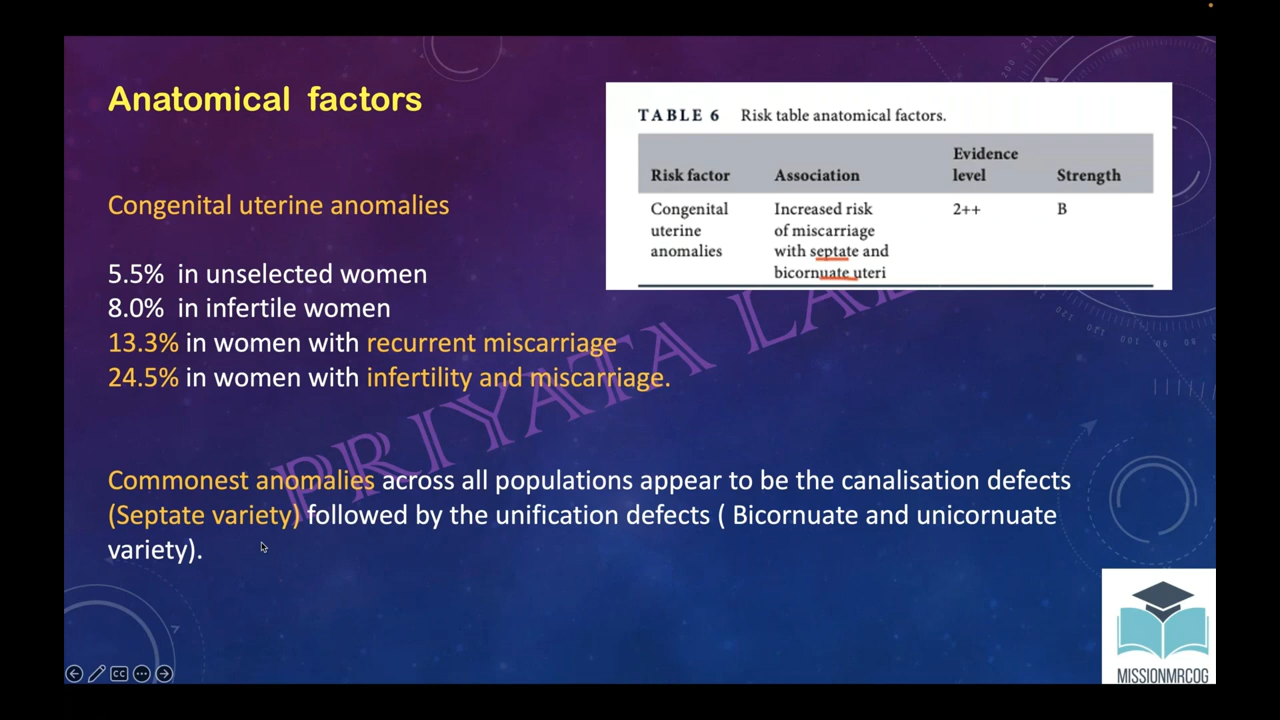 Anatomical factors
Congenital uterine anomalies
5.5% in unselected women
8.0% in infertile women
13.3% in women with recurrent miscarriage
24.5% in women with infertility and miscarriage.
Commonest anomalies across all populations appear to be the canalisation defects
(Septate variety) followed by the unification defects ( Bicornuate and unicornuate
variety).
TABLE 6 Risk table anatomical factors.
Risk factor Association Evidence level Strength
Congenital uterine anomalies Increased risk of miscarriage with septate and bicornuate uteri 2++ B
PRIYATA
MISSIONMRCOG
CC